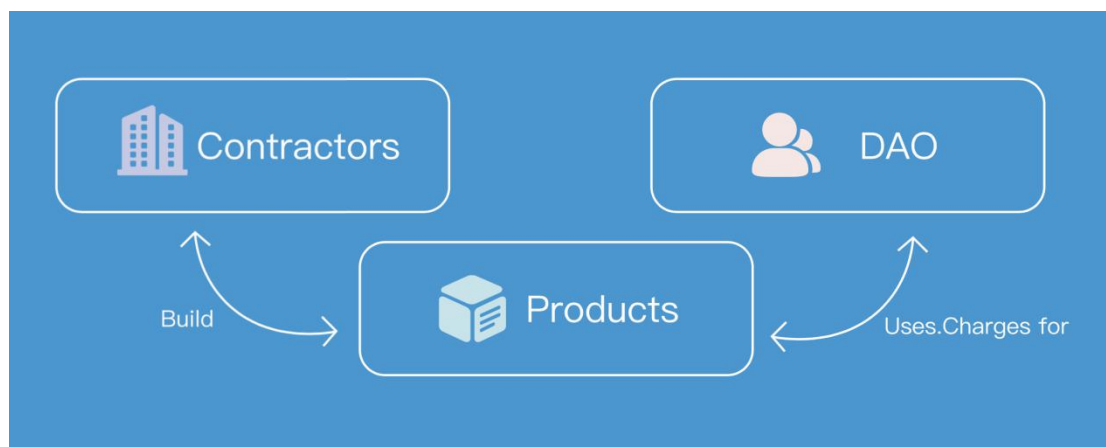 Contractors
DAO
Products
Build
Uses.Charges for